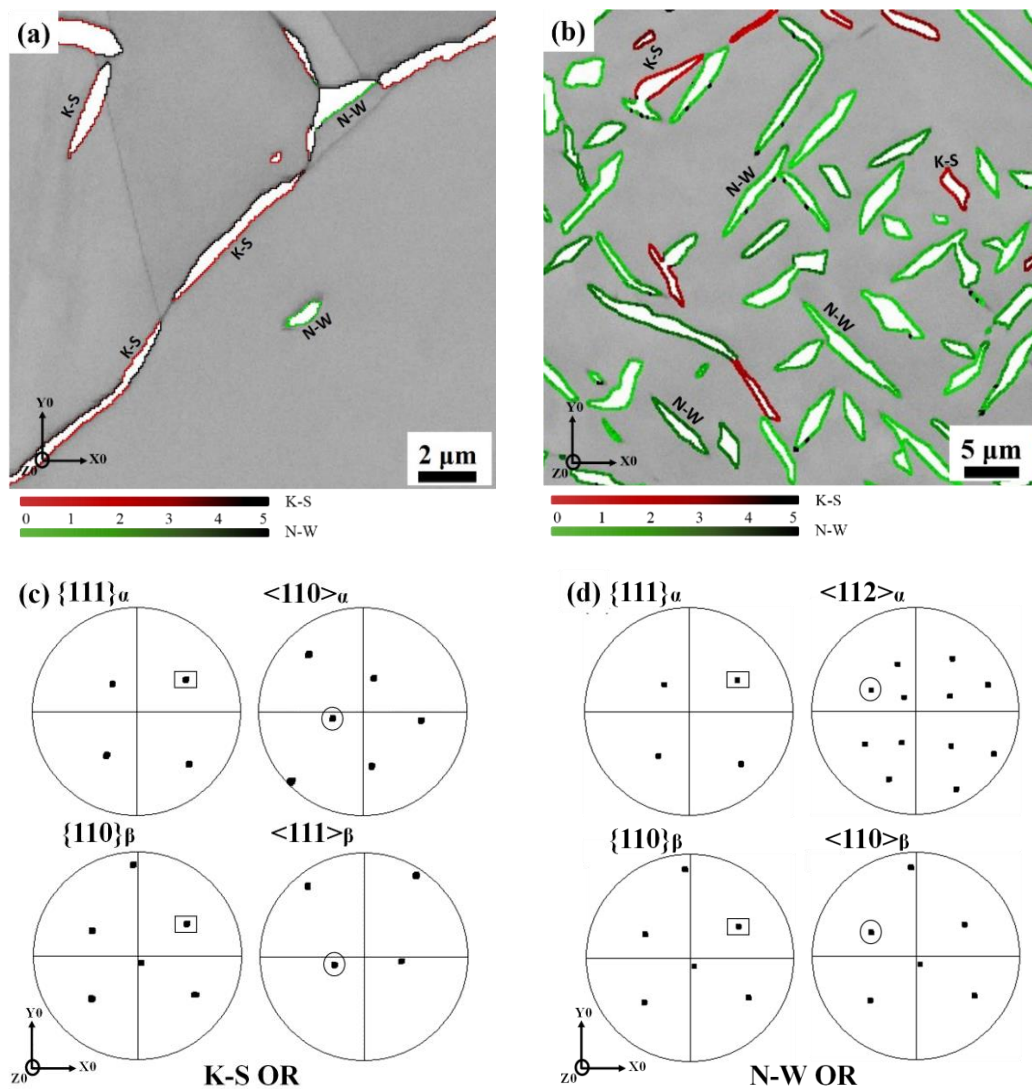 (a)
K-S
N-W
K-S
N-W
K-S
Y0
Z0 X0
2 µm
K-S
0 1 2 3 4 5
N-W
(b)
K-S
K-S
N-W
N-W
N-W
Y0
Z0 X0
5 µm
K-S
0 1 2 3 4 5
N-W
(c) {111}α <110>α
{110}β <111>β
Y0
Z0 X0
K-S OR
(d) {111}α <112>α
{110}β <110>β
Y0
Z0 X0
N-W OR